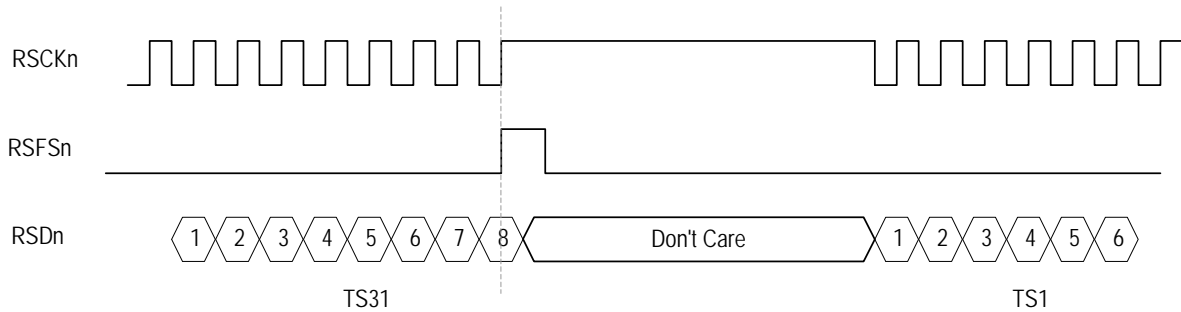 RSCKn
RSFSn
RSDn 1 2 3 4 5 6 7 8 Don't Care 1 2 3 4 5 6
TS31 TS1